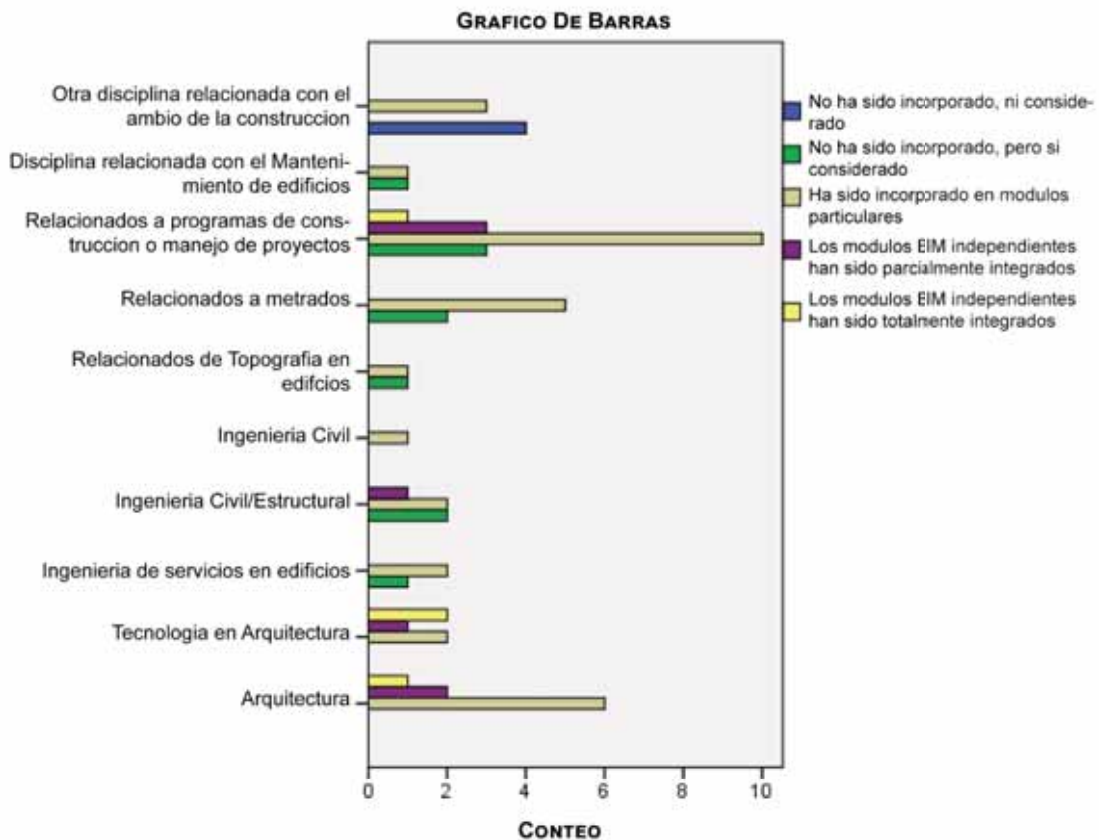 GRAFICO DE BARRAS
Otra disciplina relacionada con el
ambio de la construccion
Disciplina relacionada con el Manteni-
miento de edificios
Relacionados a programas de cons-
truccion o manejo de proyectos
Relacionados a metrados
Relacionados de Topografia en
edifcios
Ingenieria Civil
Ingenieria Civil/Estructural
Ingenieria de servicios en edificios
Tecnologia en Arquitectura
Arquitectura
0 2 4 6 8 10
CONTEO
No ha sido incorporado, ni conside-
rado
No ha sido incorporado, pero si
considerado
Ha sido incorporado en modulos
particulares
Los modulos BIM independientes
han sido parcialmente integrados
Los modulos BIM independientes
han sido totalmente integrados